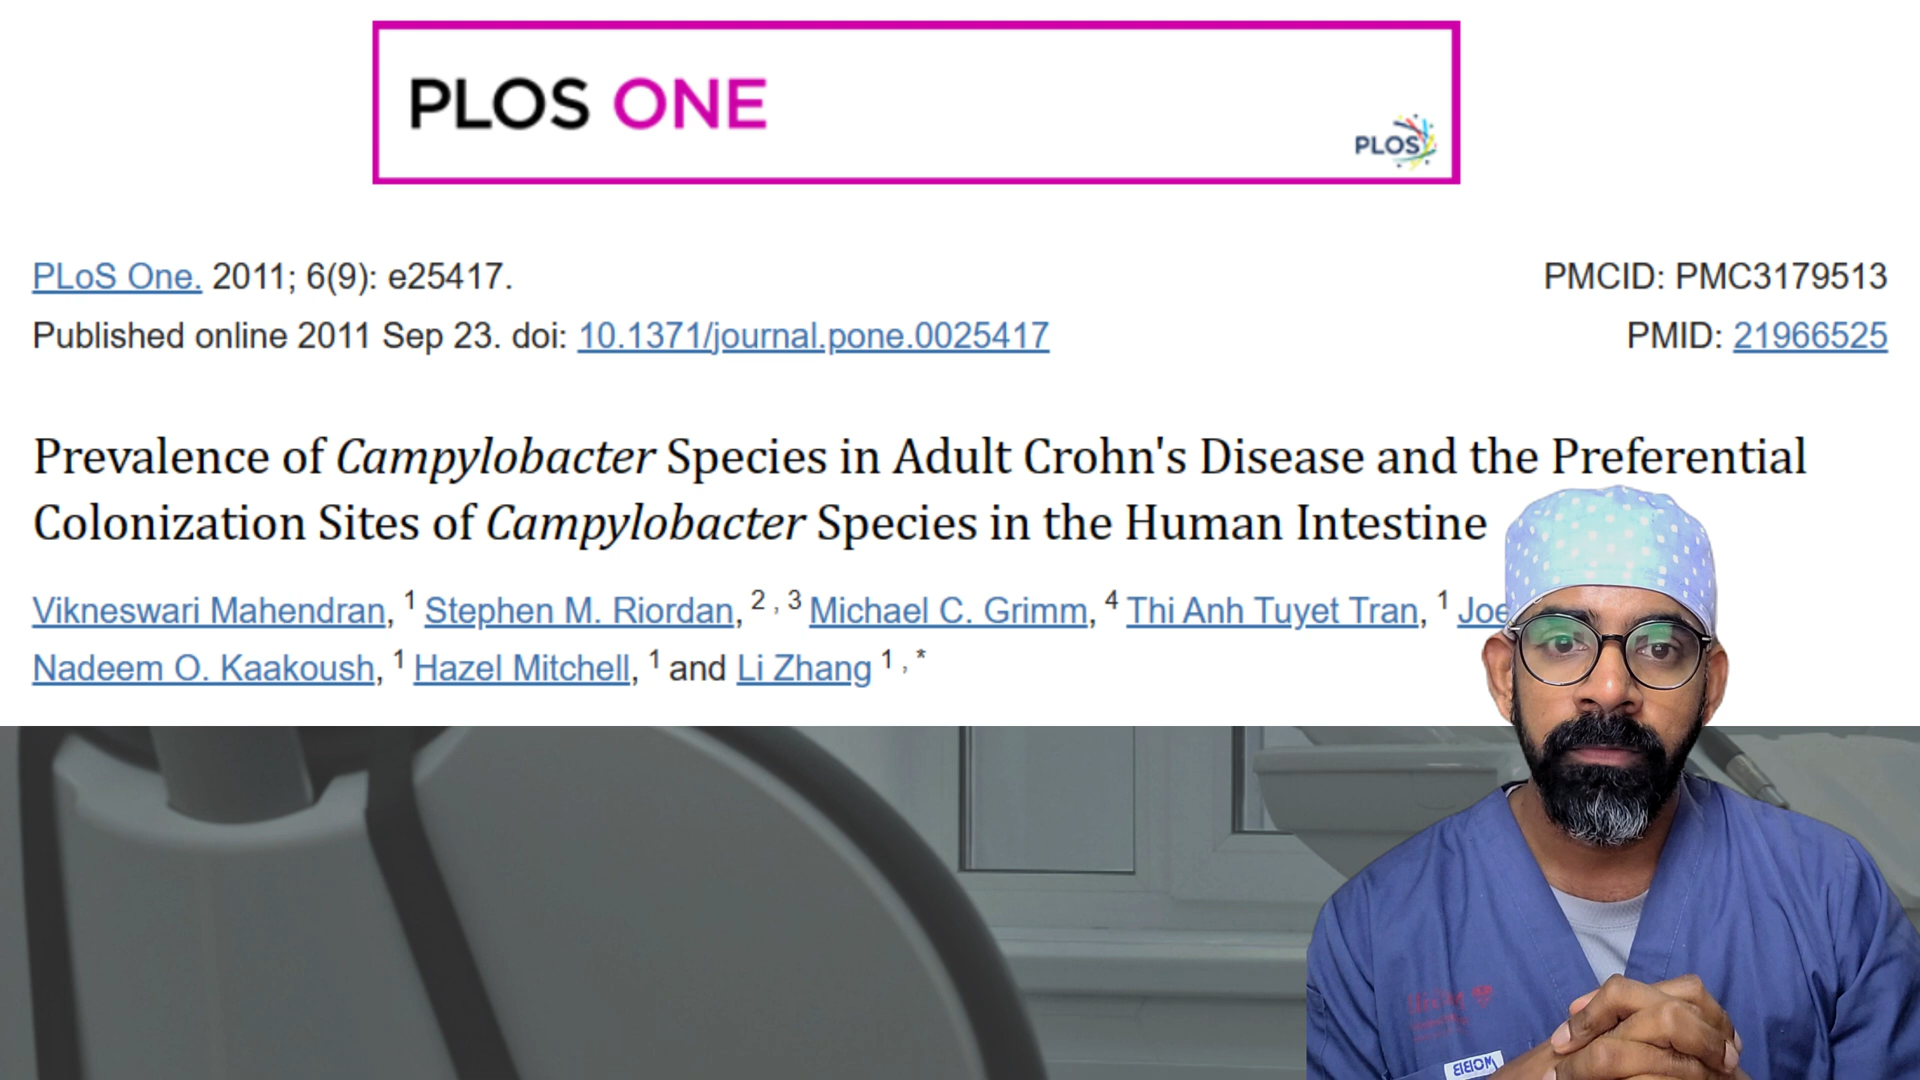 PLOS ONE
PLOS
PLoS One. 2011; 6(9): e25417.
PMCID: PMC3179513
Published online 2011 Sep 23. doi: 10.1371/journal.pone.0025417
PMID: 21966525
Prevalence of Campylobacter Species in Adult Crohn's Disease and the Preferential
Colonization Sites of Campylobacter Species in the Human Intestine
Vikneswari Mahendran, 1 Stephen M. Riordan, 2 , 3 Michael C. Grimm, 4 Thi Anh Tuyet Tran, 1 Joe
Nadeem O. Kaakoush, 1 Hazel Mitchell, 1 and Li Zhang 1 , *